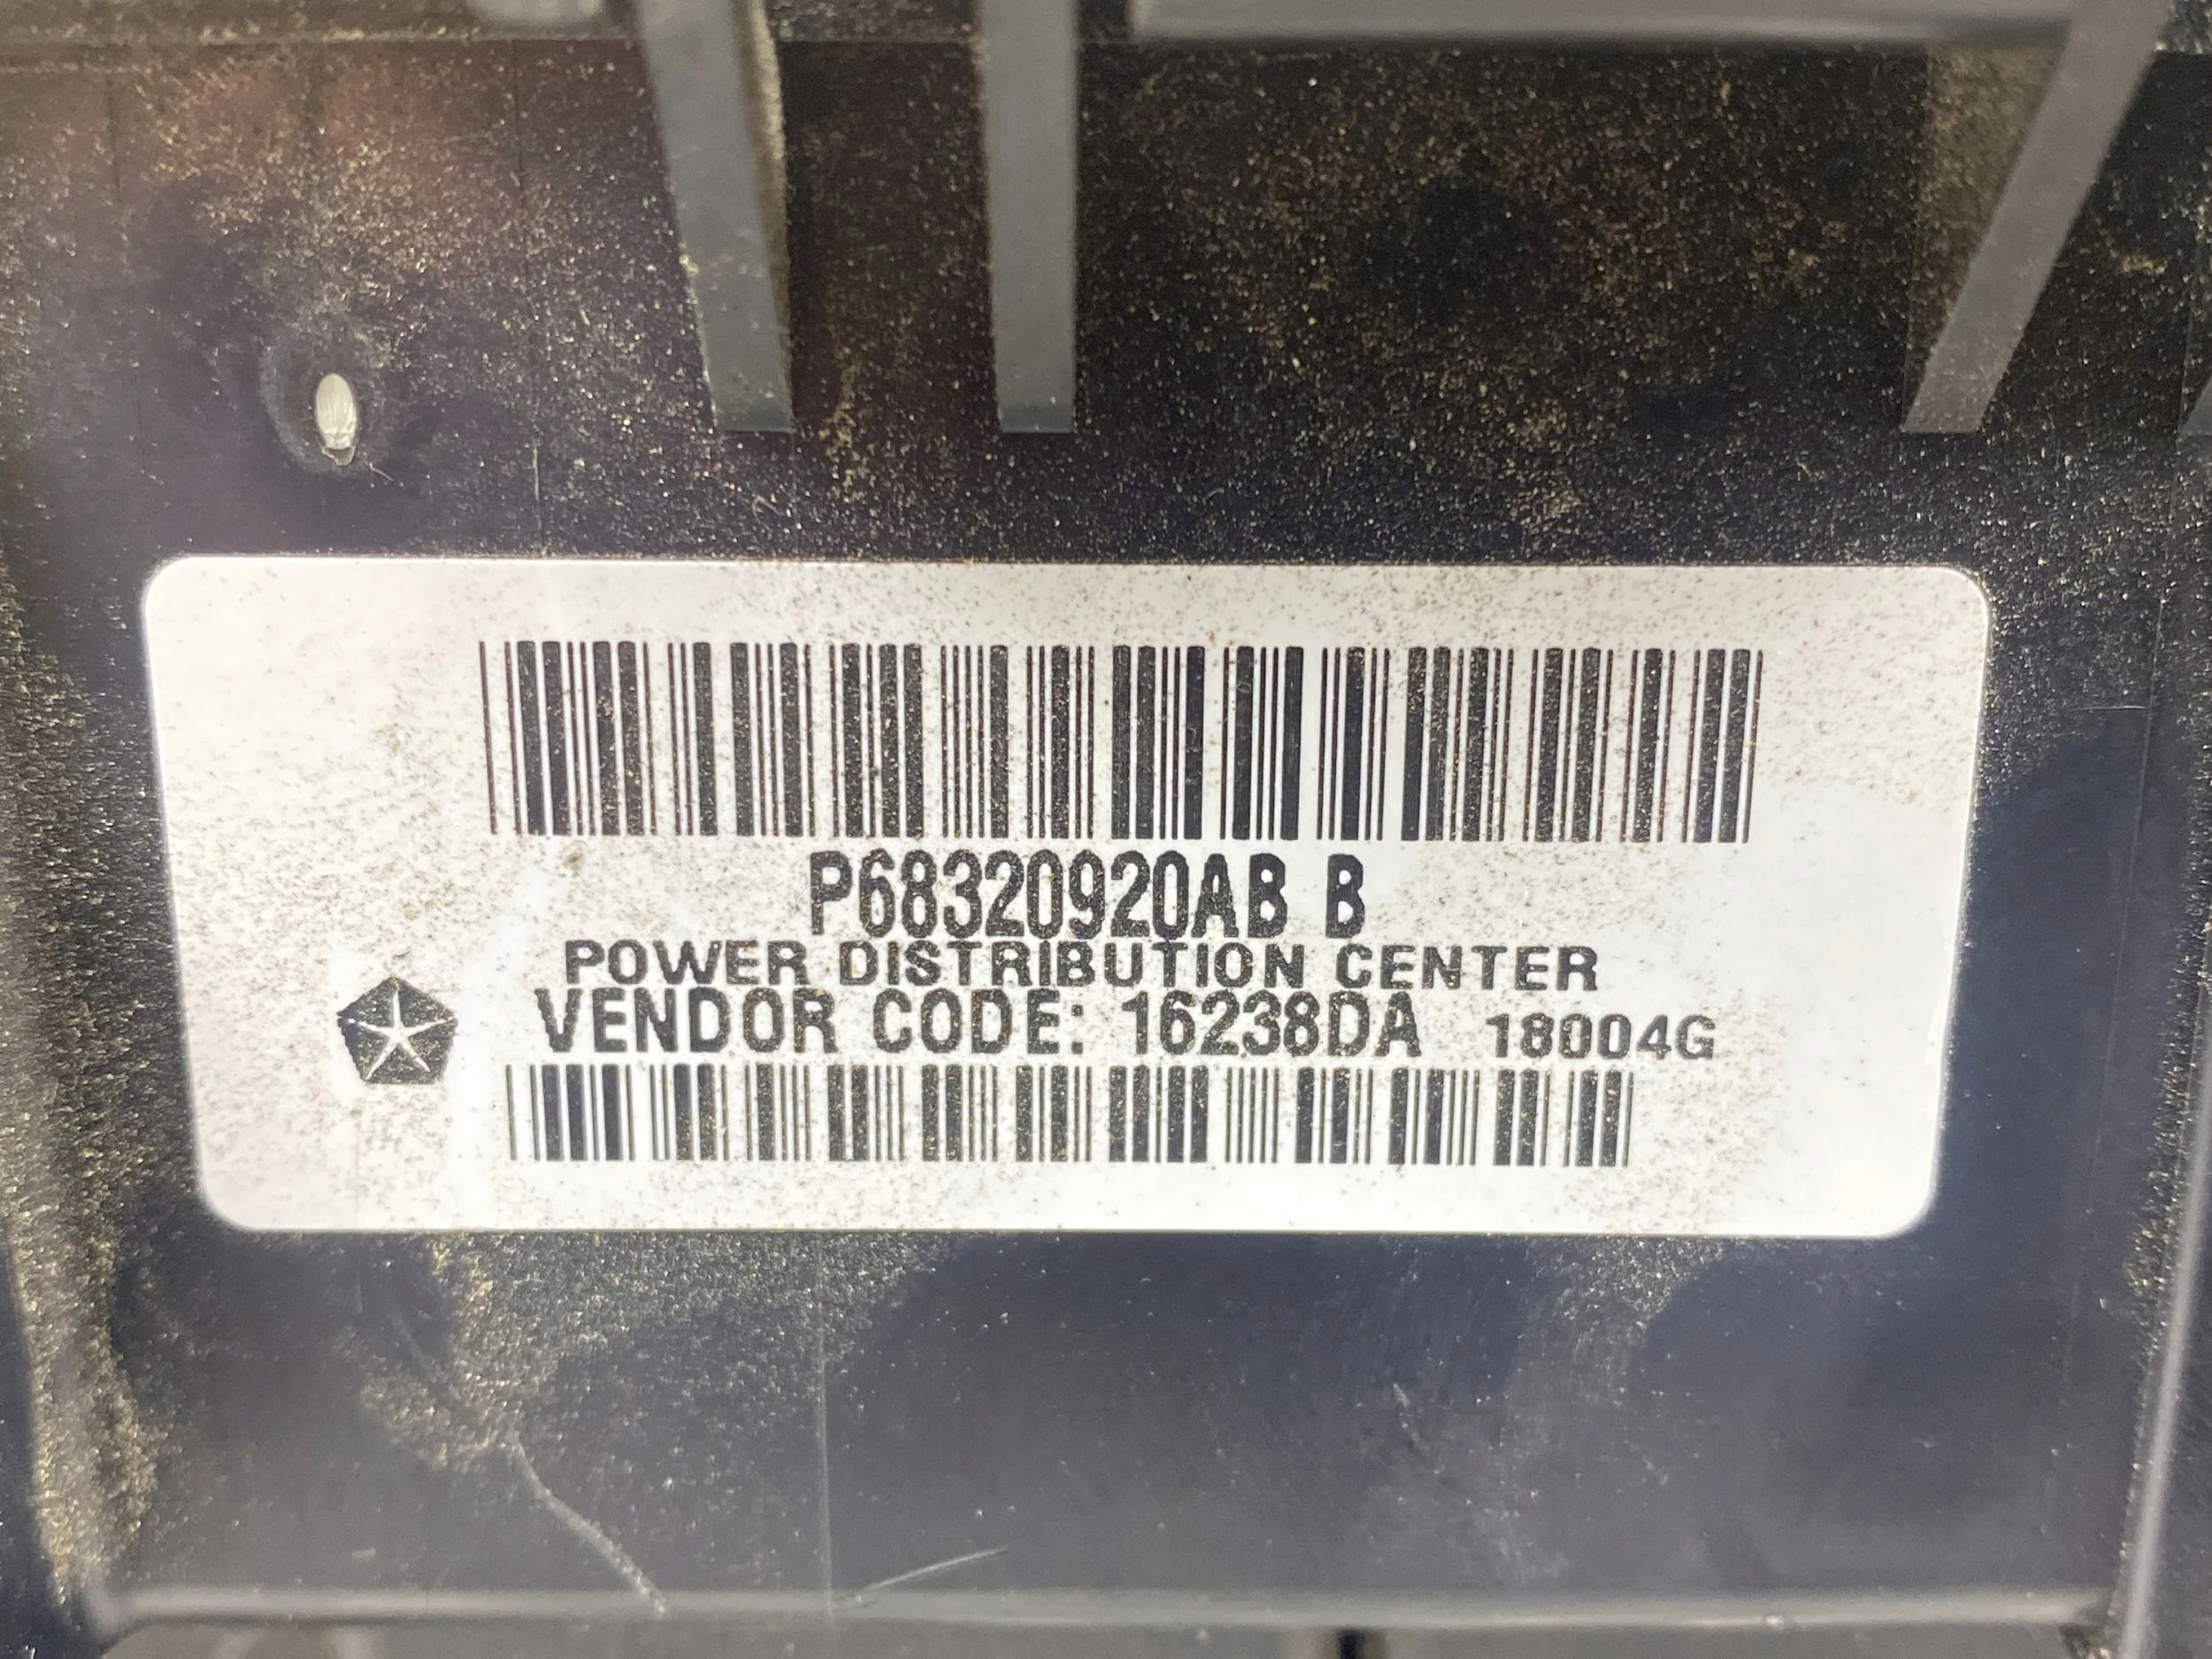 P68320920AB B
POWER DISTRIBUTION CENTER
VENDOR CODE: 16238DA 18004G